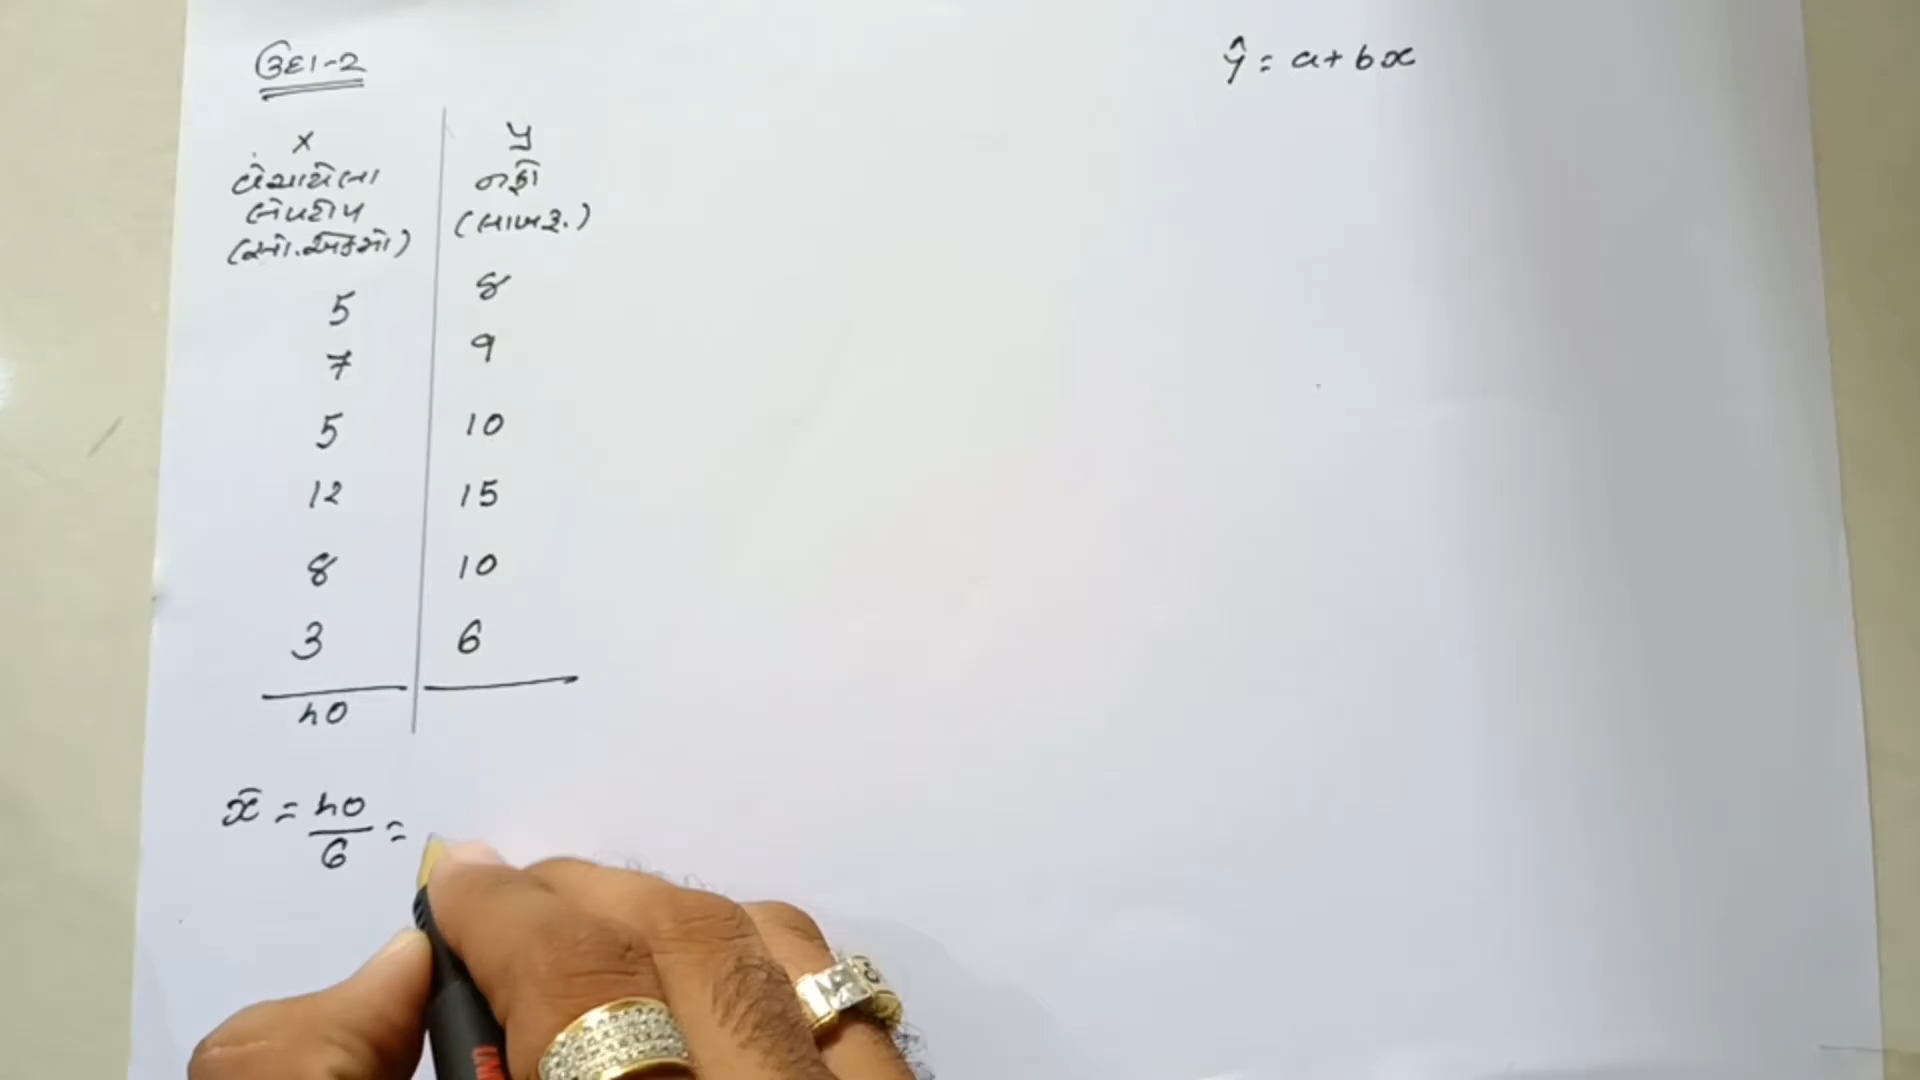 ઉદા-2
ŷ = a + bx
x
વેચાયેલા
લેપટોપ
(સો.એકમો)
y
નફો
(લાખ રૂ.)
5 8
7 9
5 10
12 15
8 10
3 6
40
x̄ = 40/6 =